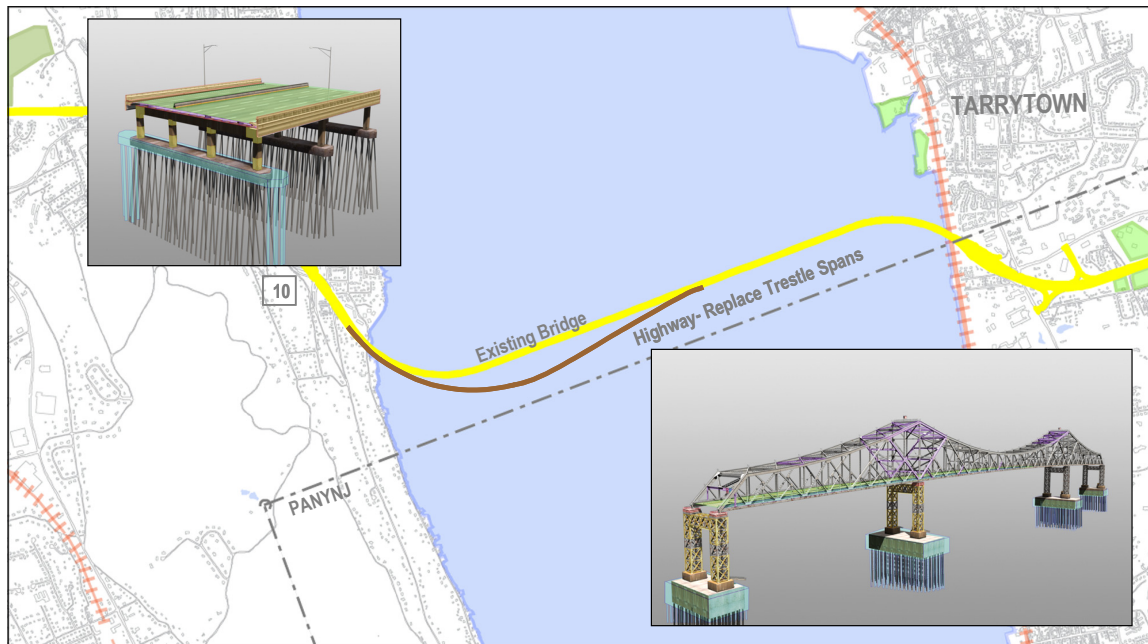 TARRYTOWN
10
Existing Bridge
Highway- Replace Trestle Spans
PANYNJ